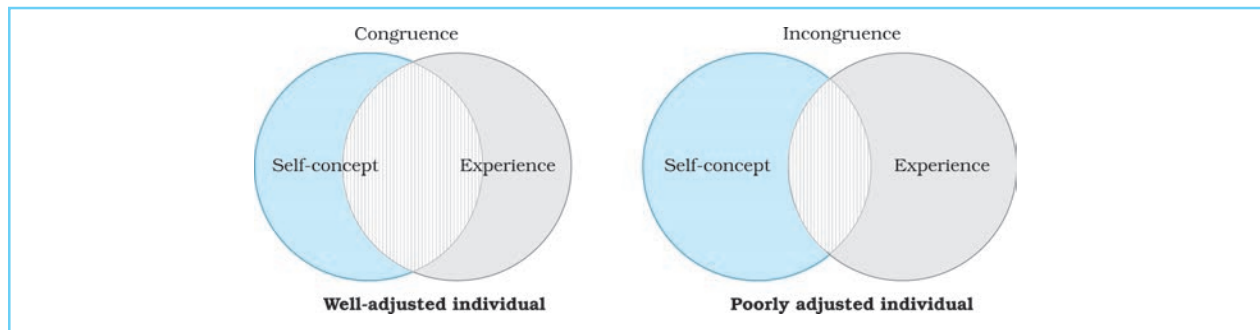 Congruence
Self-concept
Experience
Well-adjusted individual
Incongruence
Self-concept
Experience
Poorly adjusted individual